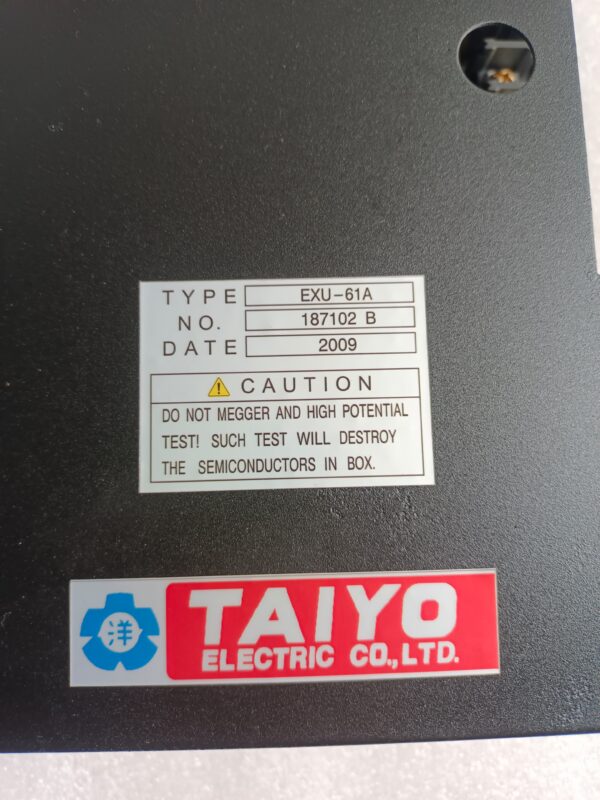 TYPE EXU-61A
NO. 187102 B
DATE 2009
CAUTION
DO NOT MEGGER AND HIGH POTENTIAL
TEST! SUCH TEST WILL DESTROY
THE SEMICONDUCTORS IN BOX.
洋
TAIYO
ELECTRIC CO.,LTD.